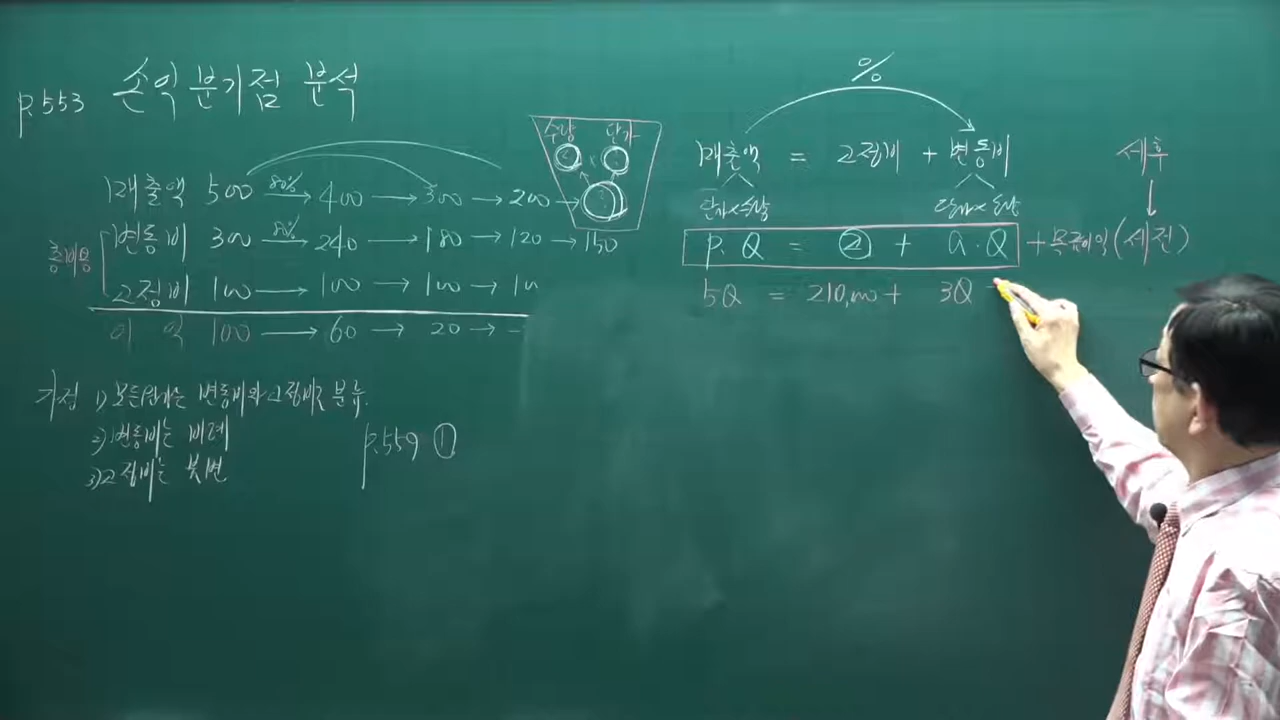 p.553 손익분기점 분석
매출액 500 80% → 400 → 300 → 200 →
변동비 300 80% → 240 → 180 → 120 → 150
총비용
고정비 100 → 100 → 100 → 10
이익 100 → 60 → 20 → -
수량 × 단가
가정 1) 모든원가는 변동비와 고정비로 분류.
2) 변동비는 비례
3) 고정비는 불변
p.559 ①
%
매출액 = 고정비 + 변동비
단가×수량 단가×수량
세후
↓
P.Q = ㉣ + a.Q + 목표이익(세전)
5Q = 210,000 + 3Q